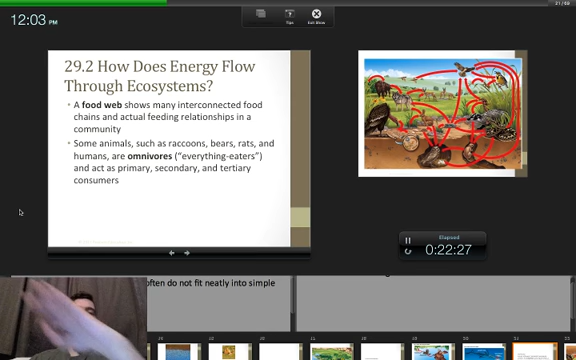 21 / 68
12:03 PM
Tips
Exit Show
29.2 How Does Energy Flow
Through Ecosystems?
• A food web shows many interconnected food
chains and actual feeding relationships in a
community
• Some animals, such as raccoons, bears, rats, and
humans, are omnivores (“everything-eaters”)
and act as primary, secondary, and tertiary
consumers
Elapsed
0:22:27
often do not fit neatly into simple